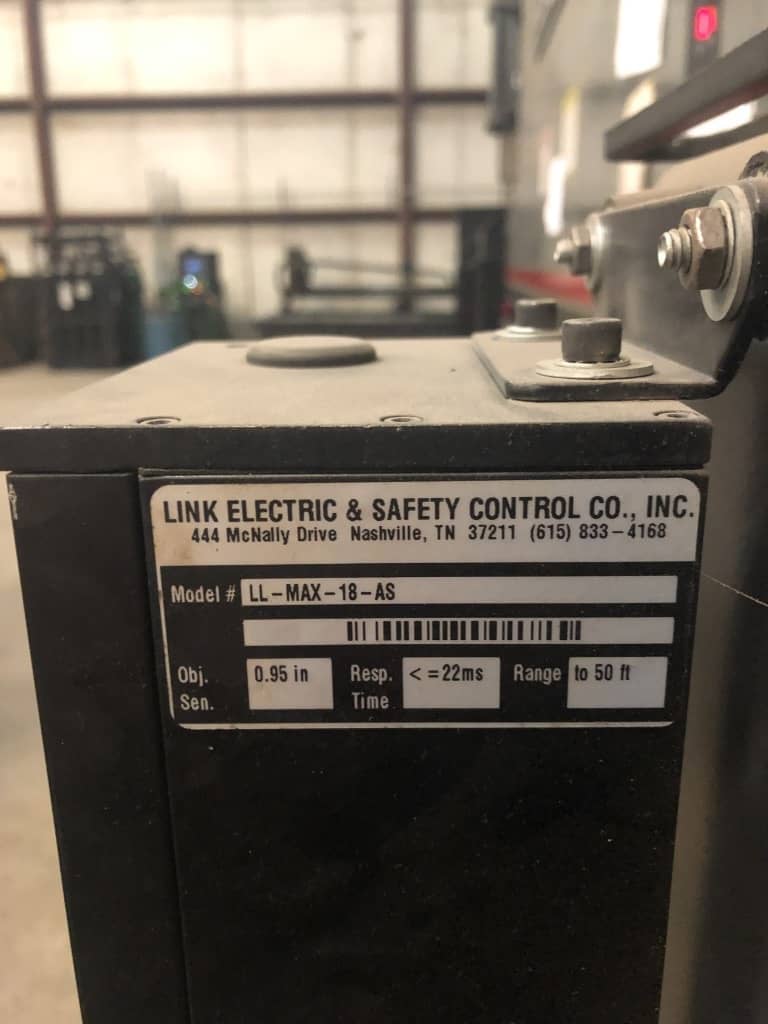 LINK ELECTRIC & SAFETY CONTROL CO., INC.
444 McNally Drive Nashville, TN 37211 (615) 833-4168
Model # LL-MAX-18-AS
Obj. Sen. 0.95 in Resp. Time <=22ms Range to 50 ft